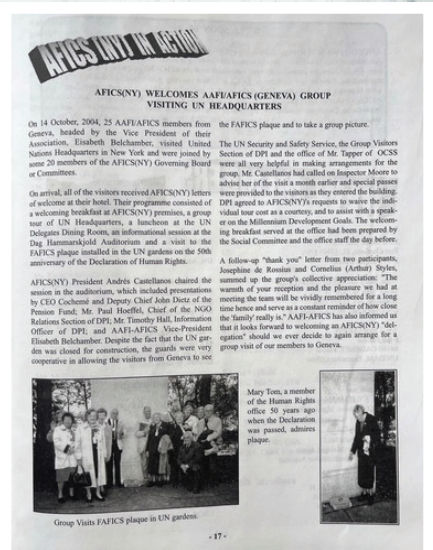 AFICS (NY) IN ACTION
AFICS(NY) WELCOMES AAFI/AFICS (GENEVA) GROUP
VISITING UN HEADQUARTERS
On 14 October, 2004, 25 AAFI/AFICS members from
Geneva, headed by the Vice President of their
Association, Elsabeth Belchamber, visited United
Nations Headquarters in New York and were joined by
some 20 members of the AFICS(NY) Governing Board
or Committees.
On arrival, all of the visitors received AFICS(NY) letters
of welcome at their hotel. Their programme consisted of
a welcoming breakfast at AFICS(NY) premises, a group
tour of UN Headquarters, a luncheon at the UN
Delegates Dining Room, an informational session at the
Dag Hammarskjold Auditorium and a visit to the
FAFICS plaque installed in the UN gardens on the 50th
anniversary of the Declaration of Human Rights.
AFICS(NY) President Andrés Castellanos chaired the
session in the auditorium, which included presentations
by CEO Cochemé and Deputy Chief John Dietz of the
Pension Fund; Mr. Paul Hoeffel, Chief of the NGO
Relations Section of DPI; Mr. Timothy Hall, Information
Officer of DPI; and AAFI-AFICS Vice-President
Elisabeth Belchamber. Despite the fact that the UN gar-
den was closed for construction, the guards were very
cooperative in allowing the visitors from Geneva to see
the FAFICS plaque and to take a group picture.
The UN Security and Safety Service, the Group Visitors
Section of DPI and the office of Mr. Tapper of OCSS
were all very helpful in making arrangements for the
group. Mr. Castellanos had called on Inspector Moore to
advise her of the visit a month earlier and special passes
were provided to the visitors as they entered the building.
DPI agreed to AFICS(NY)'s requests to waive the indi-
vidual tour cost as a courtesy, and to assist with a speak-
er on the Millennium Development Goals. The welcom-
ing breakfast served at the office had been prepared by
the Social Committee and the office staff the day before.
A follow-up "thank you" letter from two participants,
Josephine de Rossius and Cornelius (Arthur) Styles,
summed up the group's collective appreciation: "The
warmth of your reception and the pleasure we had at
meeting the team will be vividly remembered for a long
time hence and serve as a constant reminder of how close
the 'family' really is." AAFI-AFICS has also informed us
that it looks forward to welcoming an AFICS(NY) "del-
egation" should we ever decide to again arrange for a
group visit of our members to Geneva.
Mary Tom, a member
of the Human Rights
office 50 years ago
when the Declaration
was passed, admires
plaque.
Group Visits FAFICS plaque in UN gardens.
- 17 -